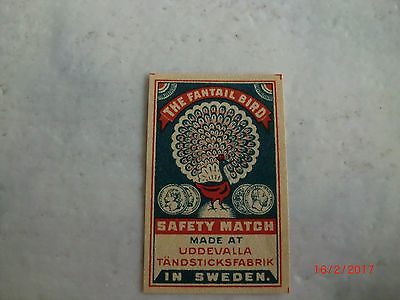 THE FANTAIL BIRD
SAFETY MATCH
MADE AT
UDDEVALLA
TÄNDSTICKSFABRIK
IN SWEDEN.
16/2/2017